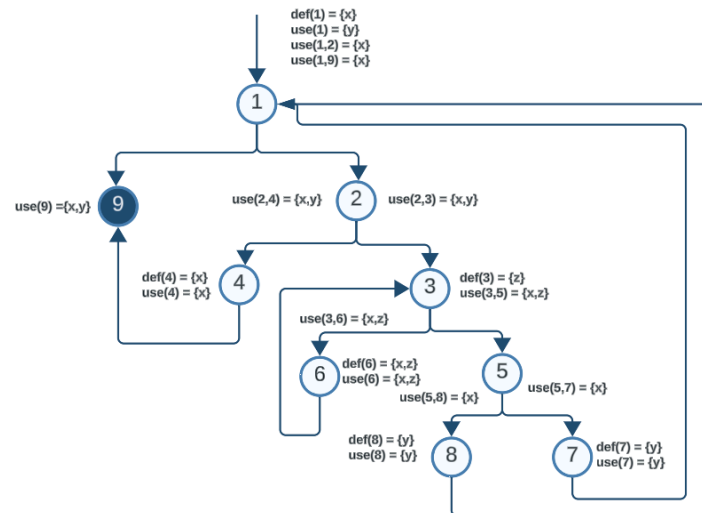 def(1) = {x}
use(1) = {y}
use(1,2) = {x}
use(1,9) = {x}
1
use(9) ={x,y}
9
use(2,4) = {x,y}
2
use(2,3) = {x,y}
def(4) = {x}
use(4) = {x}
4
3
def(3) = {z}
use(3,5) = {x,z}
use(3,6) = {x,z}
6
def(6) = {x,z}
use(6) = {x,z}
5
use(5,7) = {x}
use(5,8) = {x}
def(8) = {y}
use(8) = {y}
8
7
def(7) = {y}
use(7) = {y}